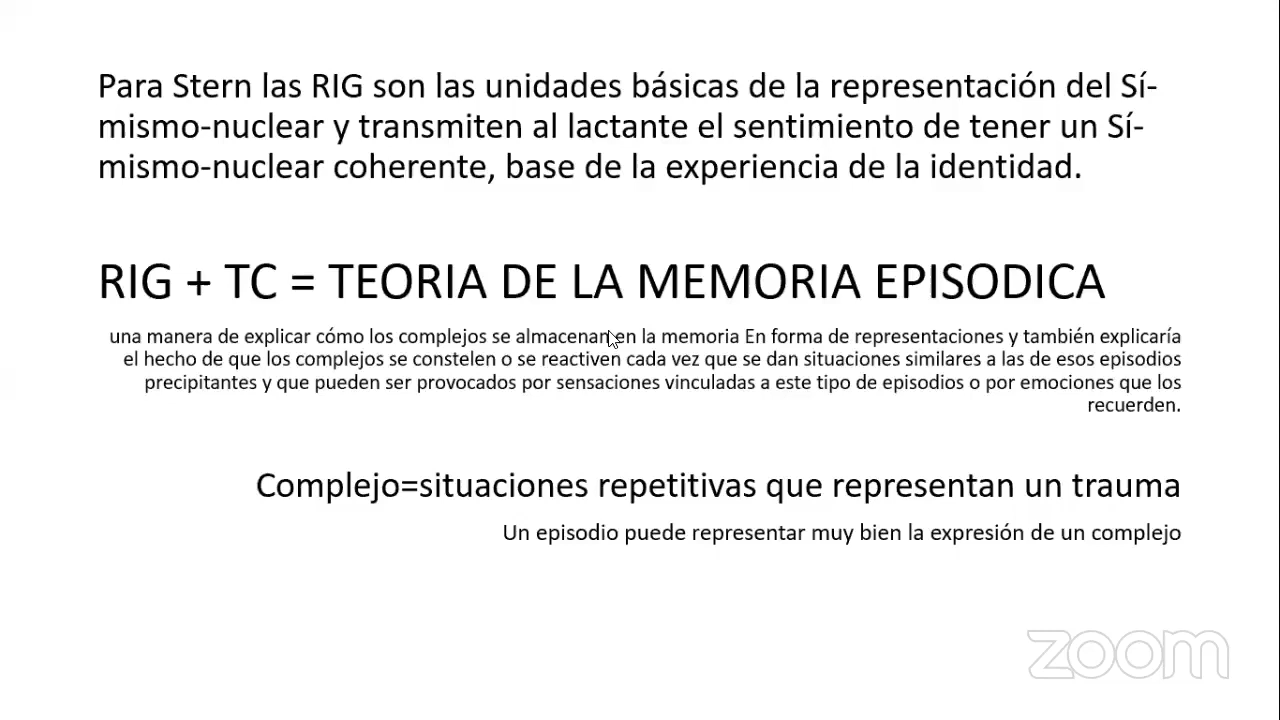 Para Stern las RIG son las unidades básicas de la representación del Sí-
mismo-nuclear y transmiten al lactante el sentimiento de tener un Sí-
mismo-nuclear coherente, base de la experiencia de la identidad.
RIG + TC = TEORIA DE LA MEMORIA EPISODICA
una manera de explicar cómo los complejos se almacenan en la memoria En forma de representaciones y también explicaría
el hecho de que los complejos se constelen o se reactiven cada vez que se dan situaciones similares a las de esos episodios
precipitantes y que pueden ser provocados por sensaciones vinculadas a este tipo de episodios o por emociones que los
recuerden.
Complejo=situaciones repetitivas que representan un trauma
Un episodio puede representar muy bien la expresión de un complejo
zoom